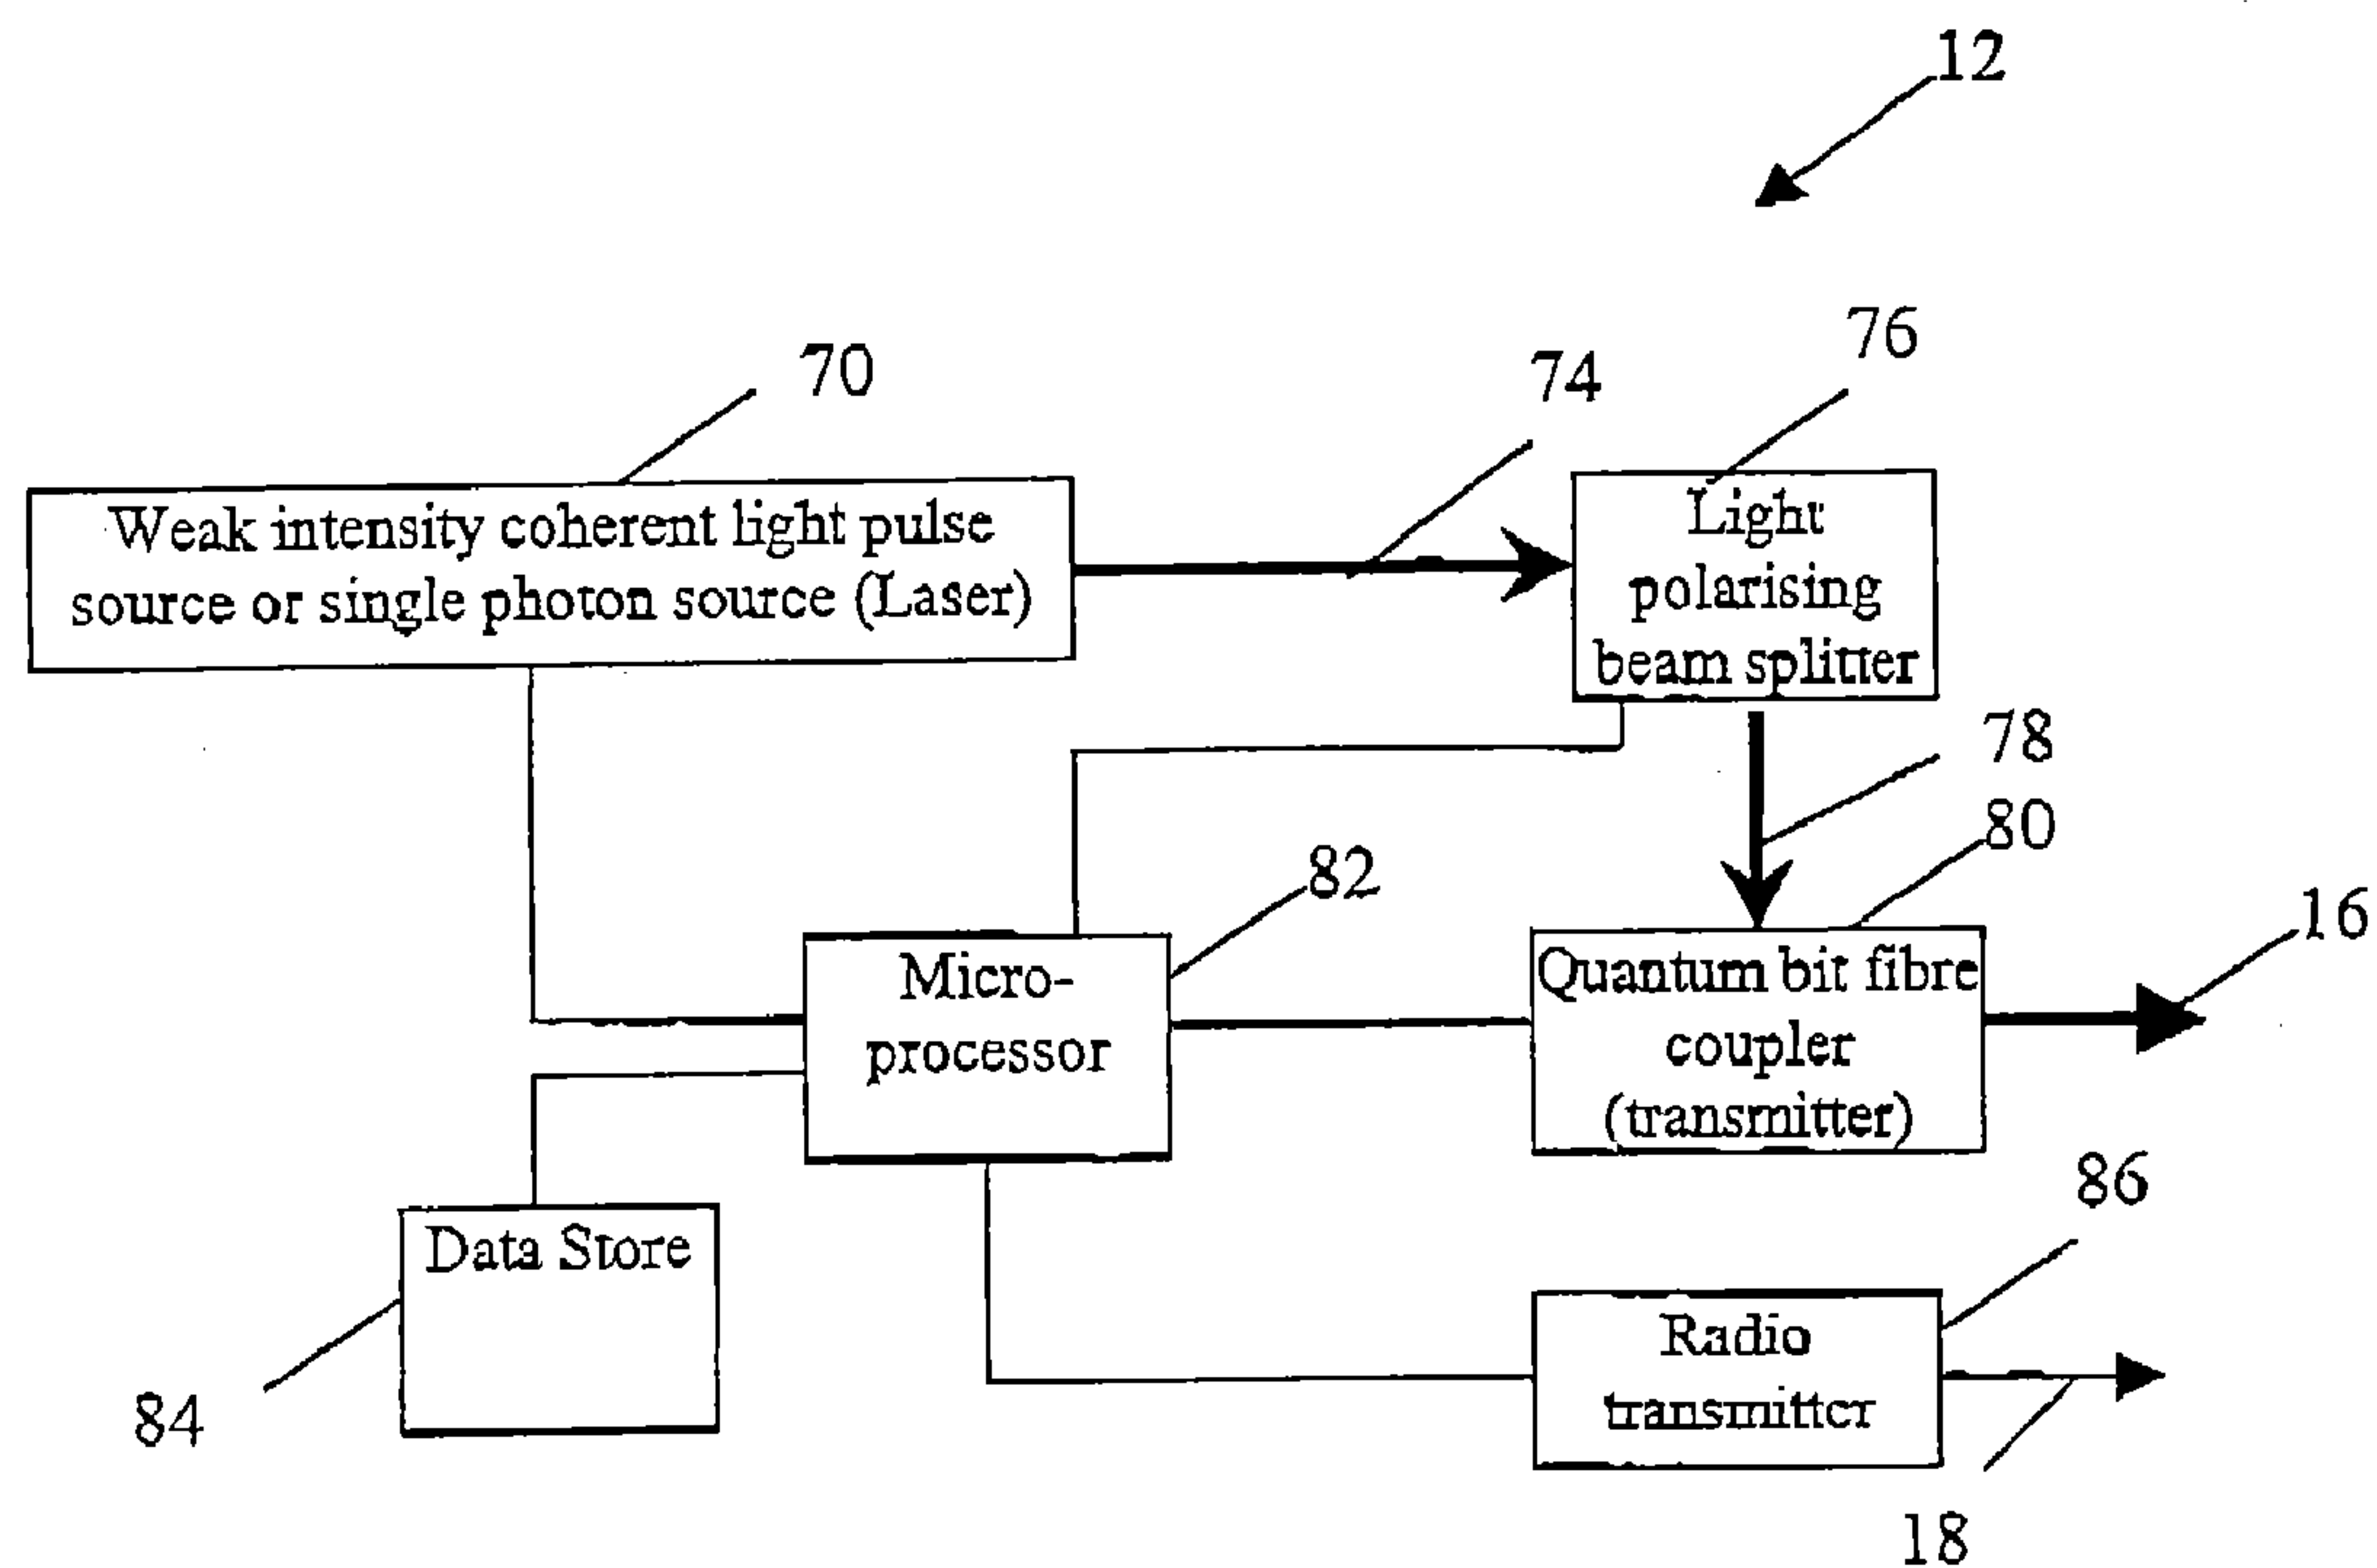 12
76
70
74
Weak intensity coherent light pulse
source or single photon source (Laser)
Light
polarising
beam splitter
78
80
82
16
Micro-
processor
Quantum bit fibre
coupler
(transmitter)
86
Data Store
Radio
transmitter
84
18